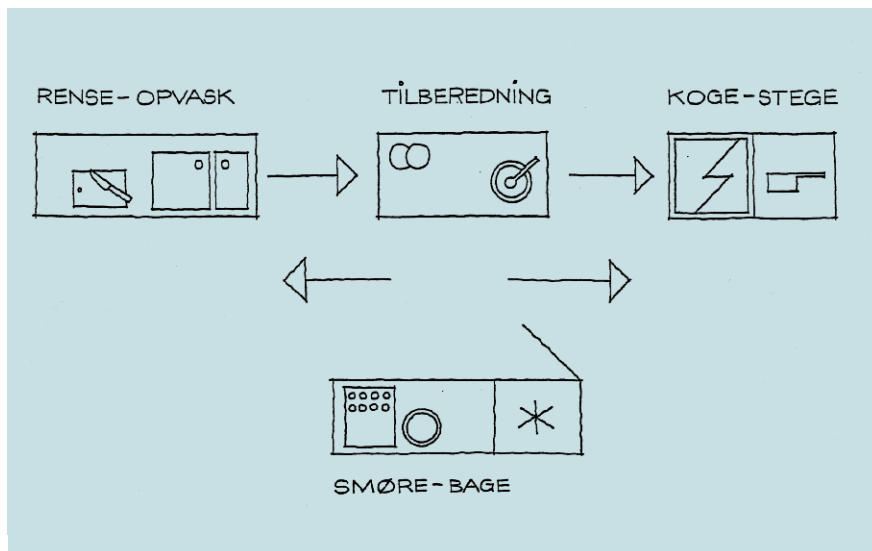 RENSE-OPVASK
TILBEREDNING
KOGE-STEGE
SMØRE-BAGE